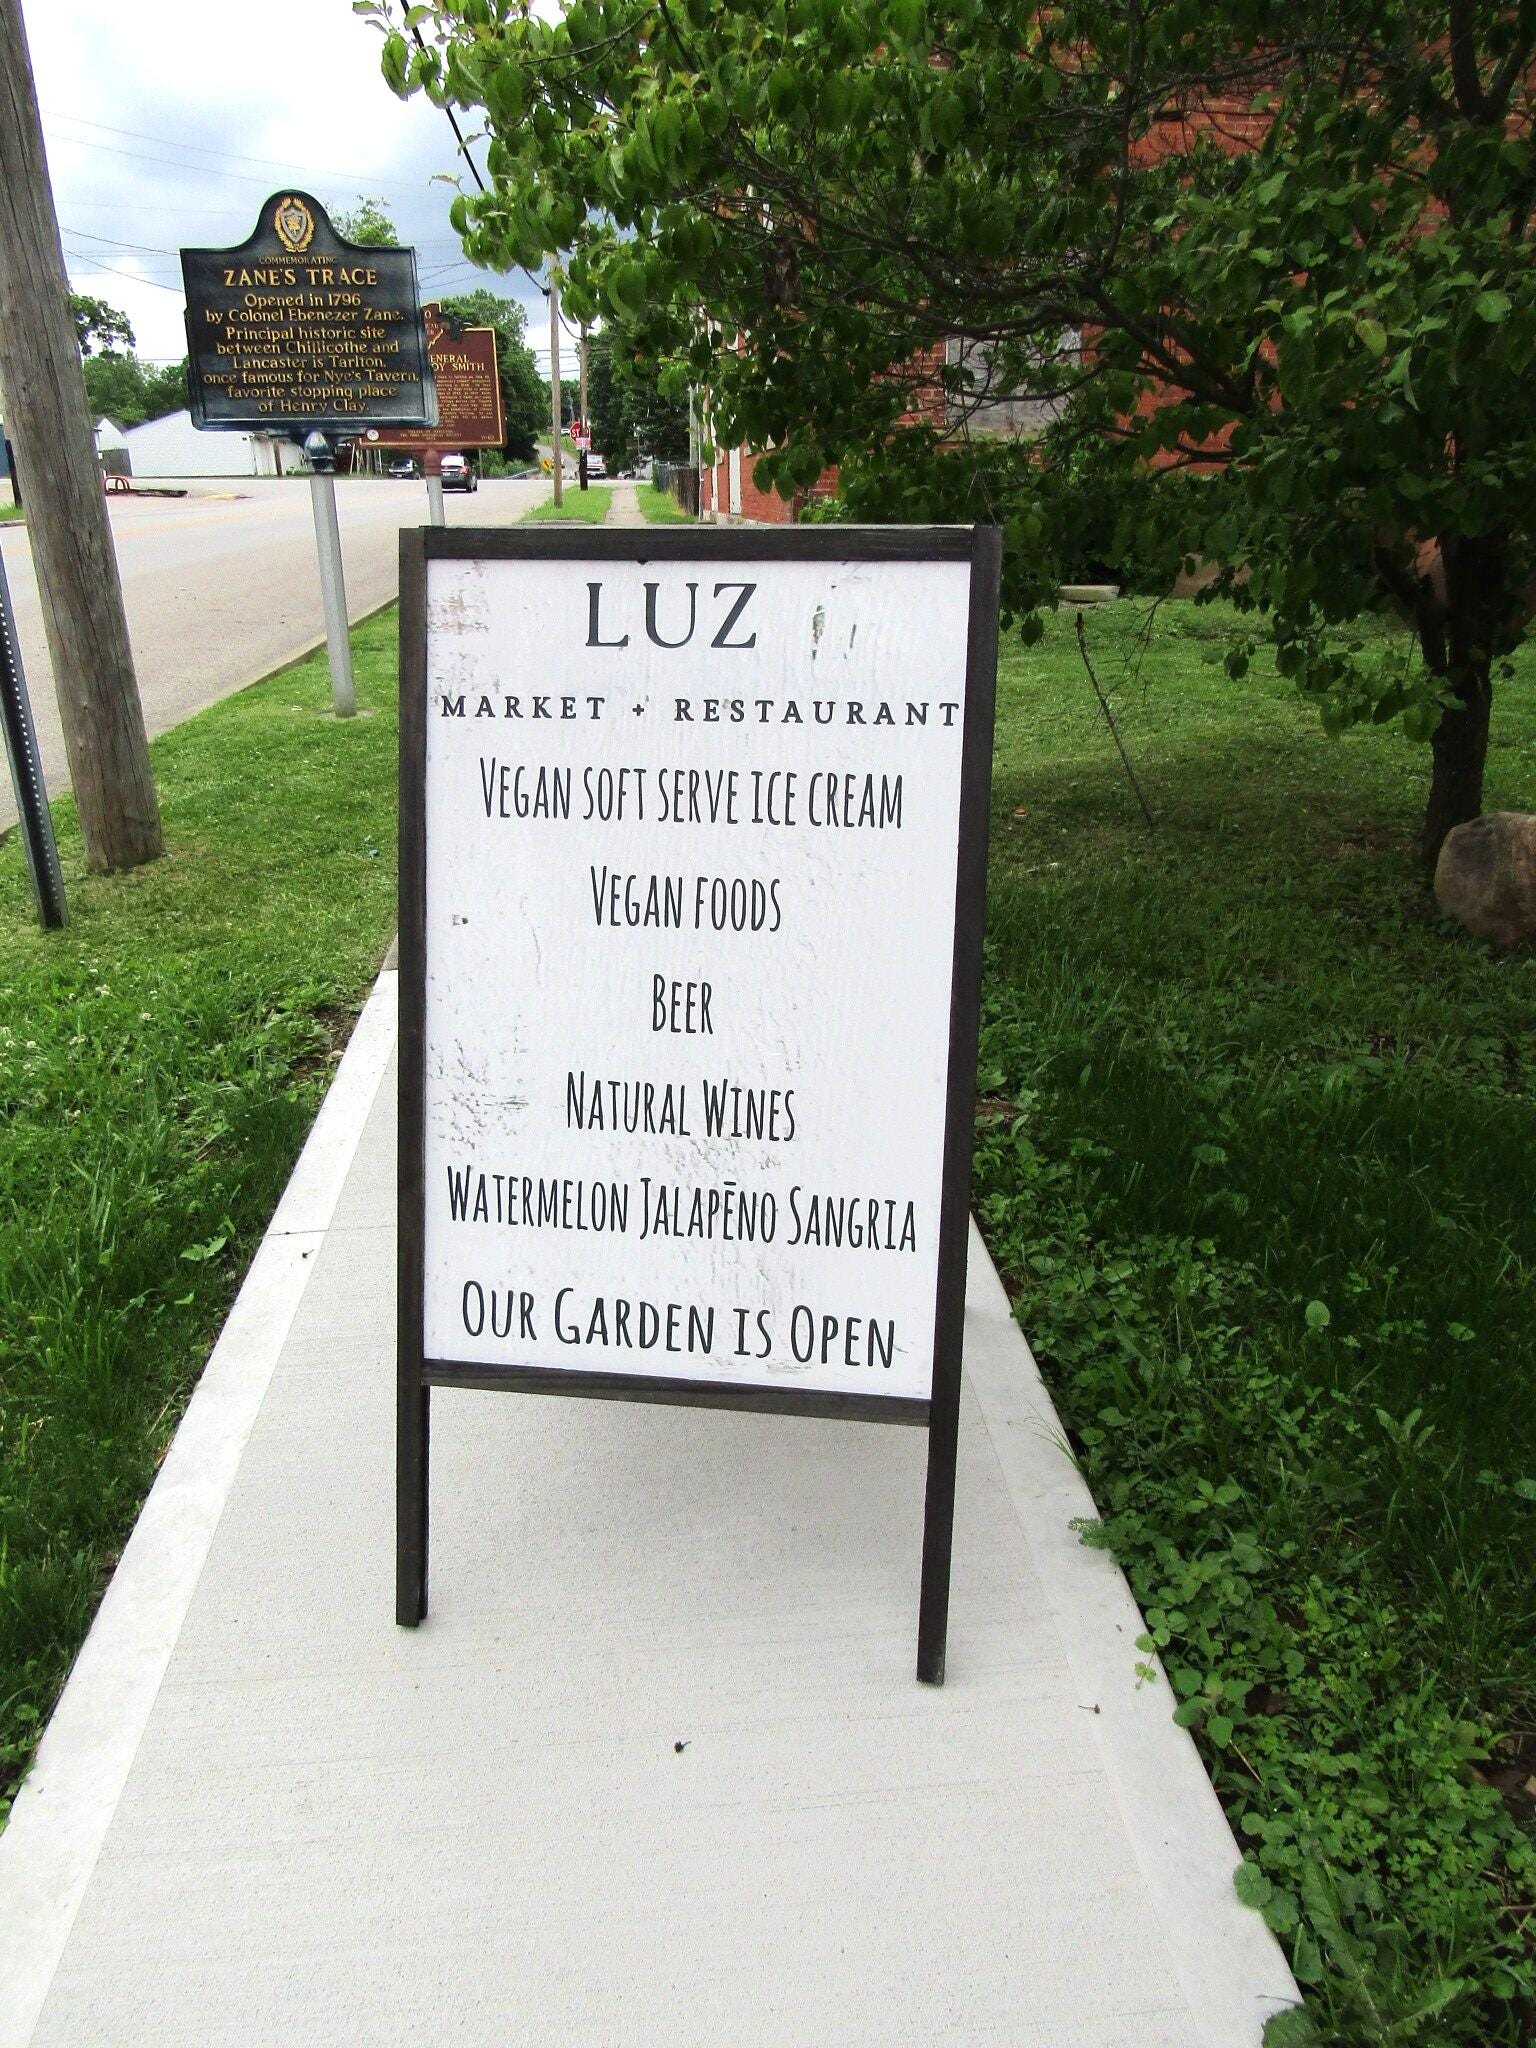 COMMEMORATING
ZANE'S TRACE
Opened in 1796
by Colonel Ebenezer Zane.
Principal historic site
between Chillicothe and
Lancaster is Tarlton,
once famous for Nye's Tavern,
favorite stopping place
of Henry Clay.
GENERAL
SMITH
LUZ
MARKET + RESTAURANT
VEGAN SOFT SERVE ICE CREAM
VEGAN FOODS
BEER
NATURAL WINES
WATERMELON JALAPĒNO SANGRIA
OUR GARDEN IS OPEN